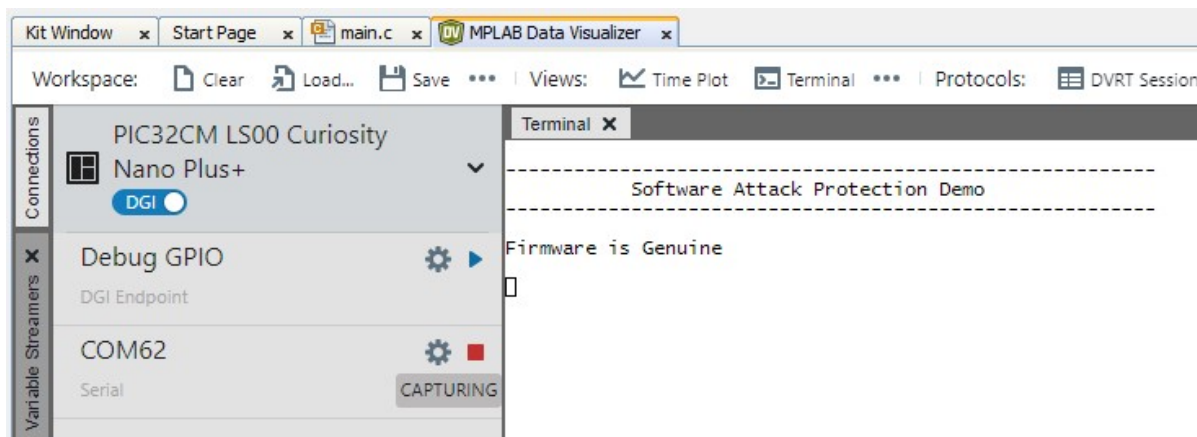 Kit Window x Start Page x main.c x DV MPLAB Data Visualizer x
Workspace: Clear Load... Save ••• Views: Time Plot Terminal ••• Protocols: DVRT Session
Connections
Variable Streamers
PIC32CM LS00 Curiosity
Nano Plus+
DGI
Debug GPIO
DGI Endpoint
COM62
Serial
CAPTURING
Terminal X
---------------------------------------------------------
Software Attack Protection Demo
---------------------------------------------------------
Firmware is Genuine